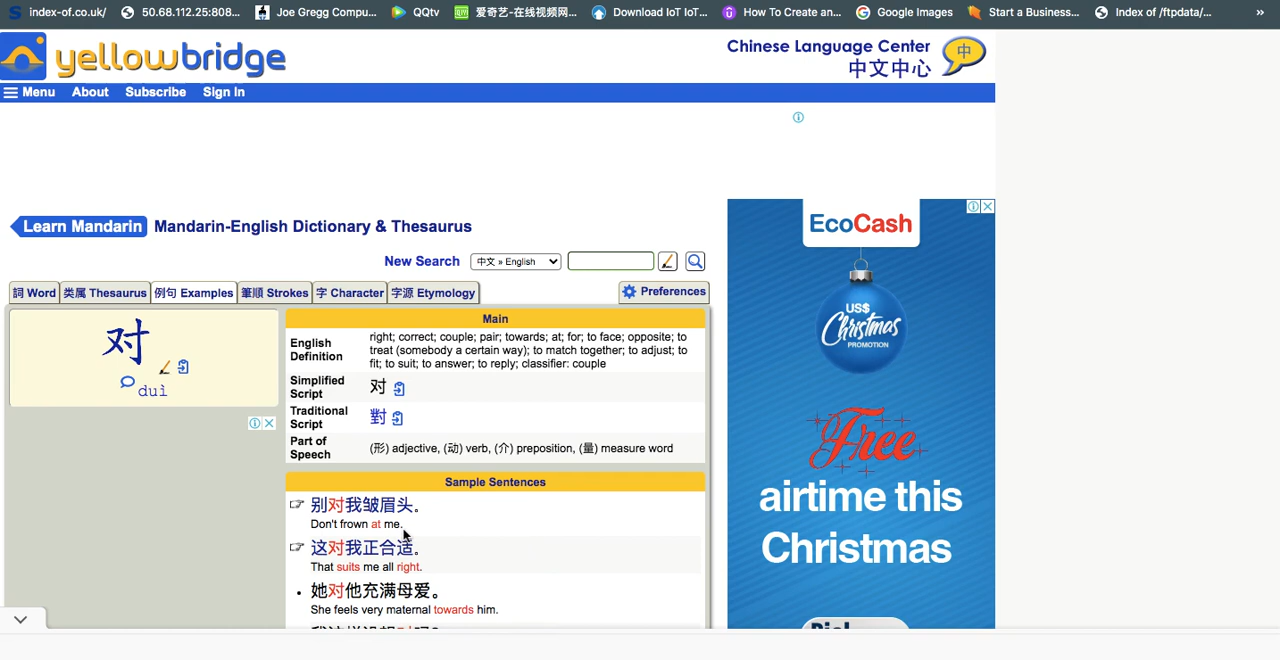 index-of.co.uk/
50.68.112.25:808...
Joe Gregg Compu...
QQtv
爱奇艺-在线视频网...
Download IoT IoT...
How To Create an...
Google Images
Start a Business...
Index of /ftpdata/...
»
yellowbridge
Chinese Language Center
中文中心
中
Menu About Subscribe Sign In
Learn Mandarin
Mandarin-English Dictionary & Thesaurus
New Search
中文 » English
詞 Word
类属 Thesaurus
例句 Examples
筆順 Strokes
字 Character
字源 Etymology
Preferences
对
duì
Main
English Definition
right; correct; couple; pair; towards; at; for; to face; opposite; to
treat (somebody a certain way); to match together; to adjust; to
fit; to suit; to answer; to reply; classifier: couple
Simplified Script
对
Traditional Script
對
Part of Speech
(形) adjective, (动) verb, (介) preposition, (量) measure word
Sample Sentences
别对我皱眉头。
Don't frown at me.
这对我正合适。
That suits me all right.
她对他充满母爱。
She feels very maternal towards him.
EcoCash
US$
Christmas
PROMOTION
Free
airtime this
Christmas